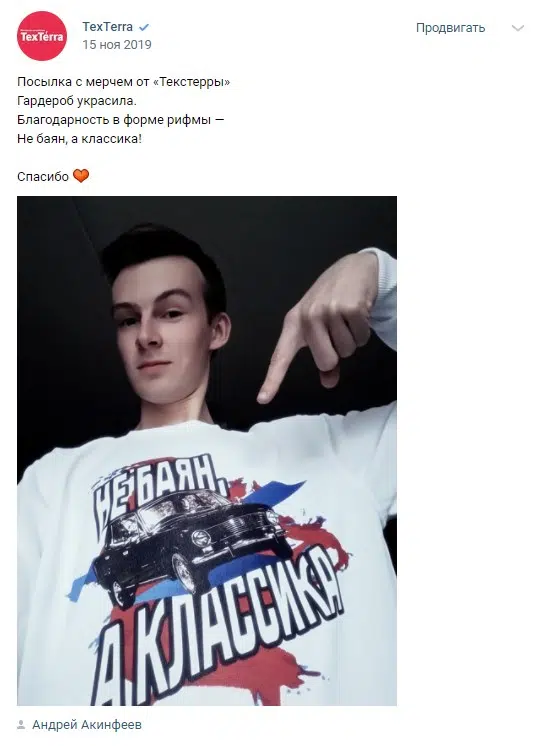 TexTerra
TexTerra
Продвигать
15 ноя 2019
Посылка с мерчем от «Текстерры»
Гардероб украсила.
Благодарность в форме рифмы —
Не баян, а классика!
Спасибо
НЕ БАЯН,
А КЛАССИКА
Андрей Акинфеев